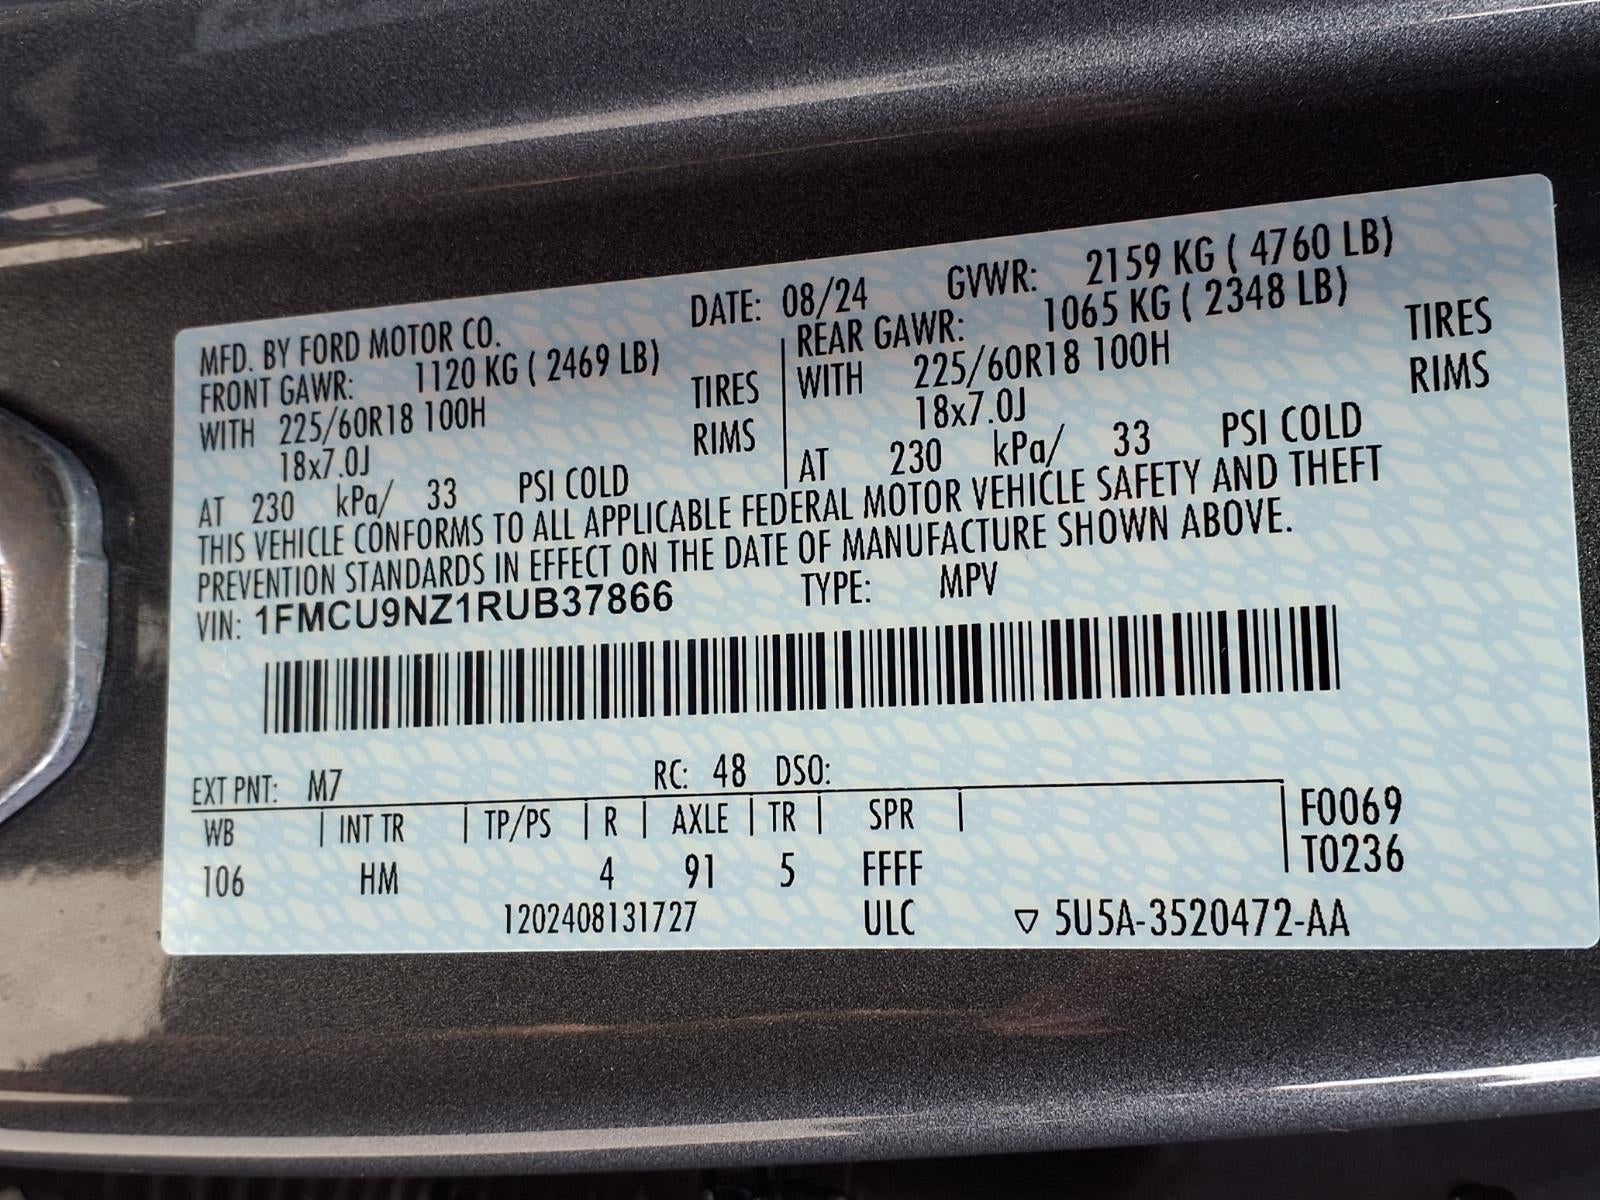 MFD. BY FORD MOTOR CO. DATE: 08/24 GVWR: 2159 KG ( 4760 LB)
FRONT GAWR: 1120 KG ( 2469 LB) REAR GAWR: 1065 KG ( 2348 LB)
WITH 225/60R18 100H TIRES WITH 225/60R18 100H TIRES
18x7.0J RIMS 18x7.0J RIMS
AT 230 kPa/ 33 PSI COLD AT 230 kPa/ 33 PSI COLD
THIS VEHICLE CONFORMS TO ALL APPLICABLE FEDERAL MOTOR VEHICLE SAFETY AND THEFT
PREVENTION STANDARDS IN EFFECT ON THE DATE OF MANUFACTURE SHOWN ABOVE.
VIN: 1FMCU9NZ1RUB37866 TYPE: MPV
EXT PNT: M7 RC: 48 DSO:
WB | INT TR | TP/PS | R | AXLE | TR | SPR | F0069
106 HM 4 91 5 FFFF T0236
1202408131727 ULC ▽ 5U5A-3520472-AA